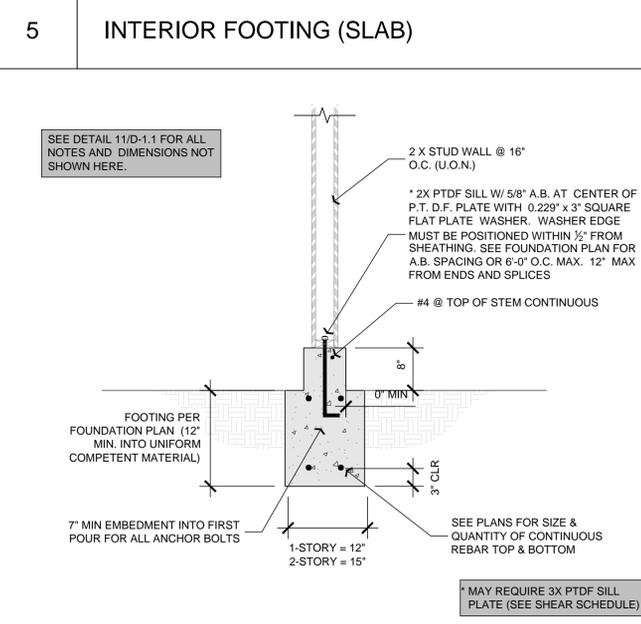 5 INTERIOR FOOTING (SLAB)
SEE DETAIL 11/D-1.1 FOR ALL
NOTES AND DIMENSIONS NOT
SHOWN HERE.
2 X STUD WALL @ 16"
O.C. (U.O.N.)
* 2X PTDF SILL W/ 5/8" A.B. AT CENTER OF
P.T. D.F. PLATE WITH 0.229" x 3" SQUARE
FLAT PLATE WASHER. WASHER EDGE
MUST BE POSITIONED WITHIN ½" FROM
SHEATHING. SEE FOUNDATION PLAN FOR
A.B. SPACING OR 6'-0" O.C. MAX. 12" MAX
FROM ENDS AND SPLICES
#4 @ TOP OF STEM CONTINUOUS
8"
0" MIN
FOOTING PER
FOUNDATION PLAN (12"
MIN. INTO UNIFORM
COMPETENT MATERIAL)
3" CLR
7" MIN EMBEDMENT INTO FIRST
POUR FOR ALL ANCHOR BOLTS
1-STORY = 12"
2-STORY = 15"
SEE PLANS FOR SIZE &
QUANTITY OF CONTINUOUS
REBAR TOP & BOTTOM
* MAY REQUIRE 3X PTDF SILL
PLATE (SEE SHEAR SCHEDULE)